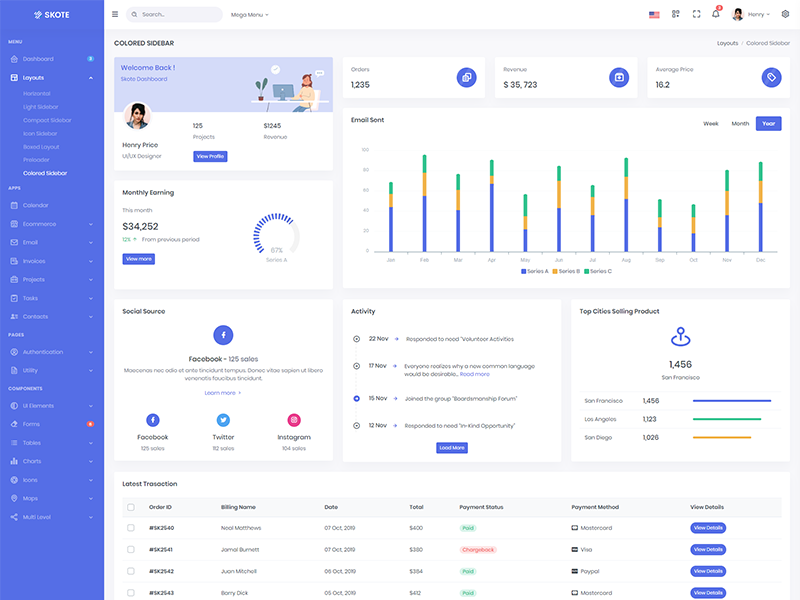 SKOTE
Search...
Mega Menu
3
Henry
MENU
Dashboard
Layouts
Horizontal
Light Sidebar
Compact Sidebar
Icon Sidebar
Boxed Layout
Preloader
Colored Sidebar
APPS
Calendar
Ecommerce
Email
Invoices
Projects
Tasks
Contacts
PAGES
Authentication
Utility
COMPONENTS
UI Elements
Forms
Tables
Charts
Icons
Maps
Multi Level
COLORED SIDEBAR
Layouts / Colored Sidebar
Welcome Back !
Skote Dashboard
Henry Price
UI/UX Designer
125
Projects
$1245
Revenue
View Profile
Orders
1,235
Revenue
$ 35, 723
Average Price
16.2
Monthly Earning
This month
$34,252
12% From previous period
View more
67%
Series A
Email Sent
Week Month Year
100
80
60
40
20
0
Jan Feb Mar Apr May Jun Jul Aug Sep Oct Nov Dec
Series A Series B Series C
Social Source
Facebook - 125 sales
Maecenas nec odio et ante tincidunt tempus. Donec vitae sapien ut libero
venenatis faucibus tincidunt.
Learn more >
Facebook
125 sales
Twitter
112 sales
Instagram
104 sales
Activity
22 Nov Responded to need "Volunteer Activities
17 Nov Everyone realizes why a new common language
would be desirable... Read more
15 Nov Joined the group "Boardsmanship Forum"
12 Nov Responded to need "In-Kind Opportunity"
Load More
Top Cities Selling Product
1,456
San Francisco
San Francisco 1,456
Los Angeles 1,123
San Diego 1,026
Latest Trasaction
Order ID Billing Name Date Total Payment Status Payment Method View Details
#SK2540 Neal Matthews 07 Oct, 2019 $400 Paid Mastercard View Details
#SK2541 Jamal Burnett 07 Oct, 2019 $380 Chargeback Visa View Details
#SK2542 Juan Mitchell 06 Oct, 2019 $384 Paid Paypal View Details
#SK2543 Barry Dick 05 Oct, 2019 $412 Paid Mastercard View Details